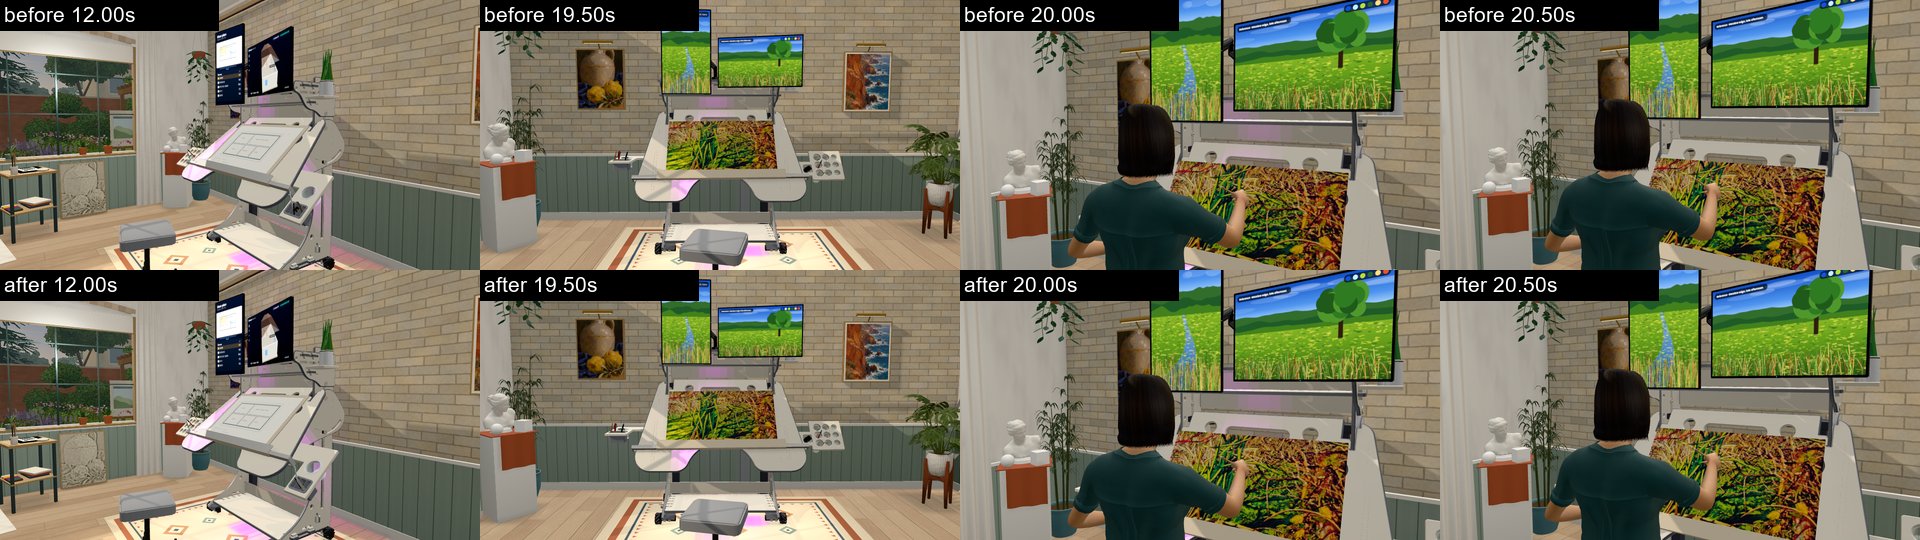 before 12.00s
before 19.50s
before 20.00s
before 20.50s
after 12.00s
after 19.50s
after 20.00s
after 20.50s